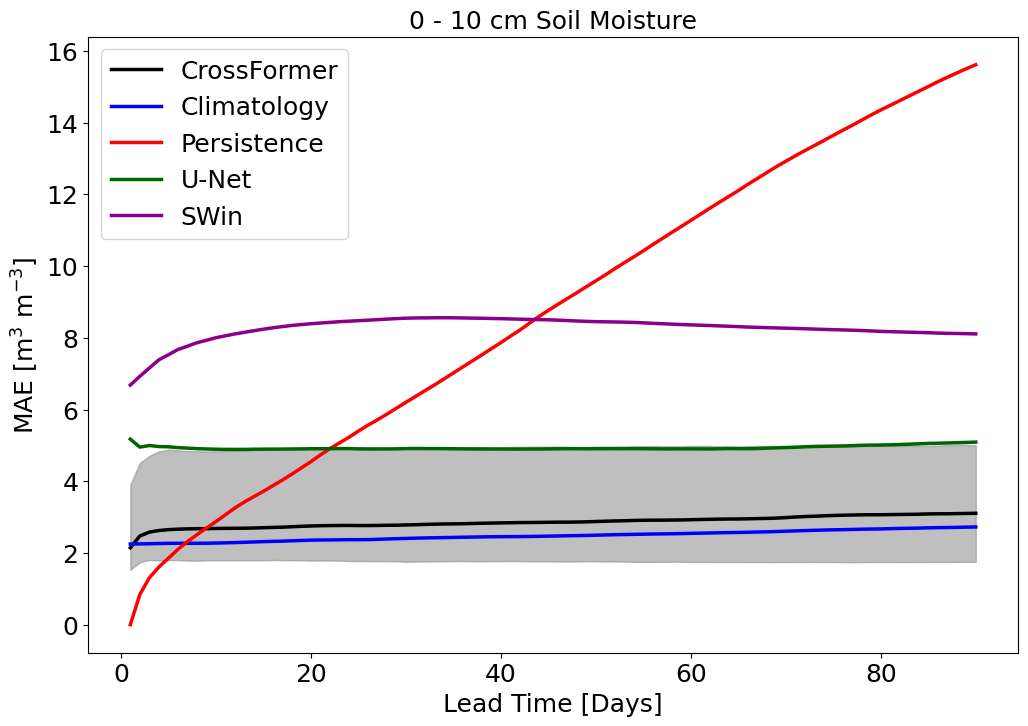 0 - 10 cm Soil Moisture
16
14
12
10
8
6
4
2
0
MAE [m³ m⁻³]
CrossFormer
Climatology
Persistence
U-Net
SWin
0 20 40 60 80
Lead Time [Days]